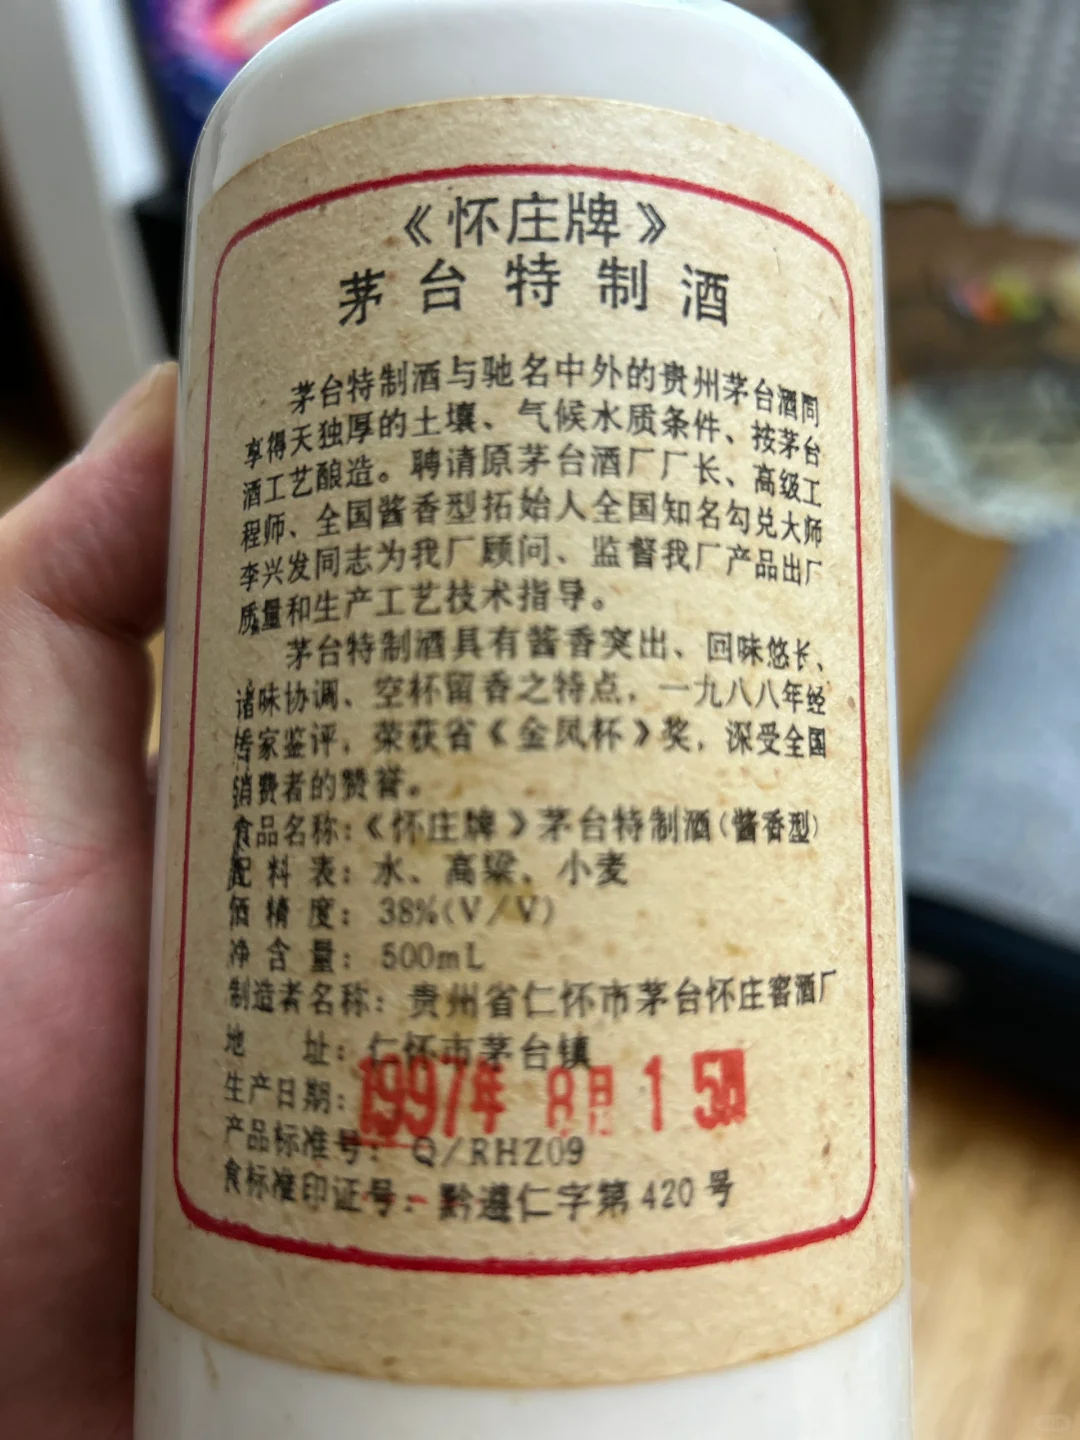 《怀庄牌》
茅台特制酒
茅台特制酒与驰名中外的贵州茅台酒同
享得天独厚的土壤、气候水质条件、按茅台
酒工艺酿造。聘请原茅台酒厂厂长、高级工
程师、全国酱香型拓始人全国知名勾兑大师
李兴发同志为我厂顾问、监督我厂产品出厂
质量和生产工艺技术指导。
茅台特制酒具有酱香突出、回味悠长、
诸味协调、空杯留香之特点，一九八八年经
专家鉴评，荣获省《金凤杯》奖，深受全国
消费者的赞誉。
食品名称：《怀庄牌》茅台特制酒（酱香型）
配料表：水、高粱、小麦
酒精度：38%(V/V)
净含量：500mL
制造者名称：贵州省仁怀市茅台怀庄窖酒厂
地址：仁怀市茅台镇
生产日期：1997年 8月 15日
产品标准号：Q/RHZ09
食标准印证号：黔遵仁字第420号